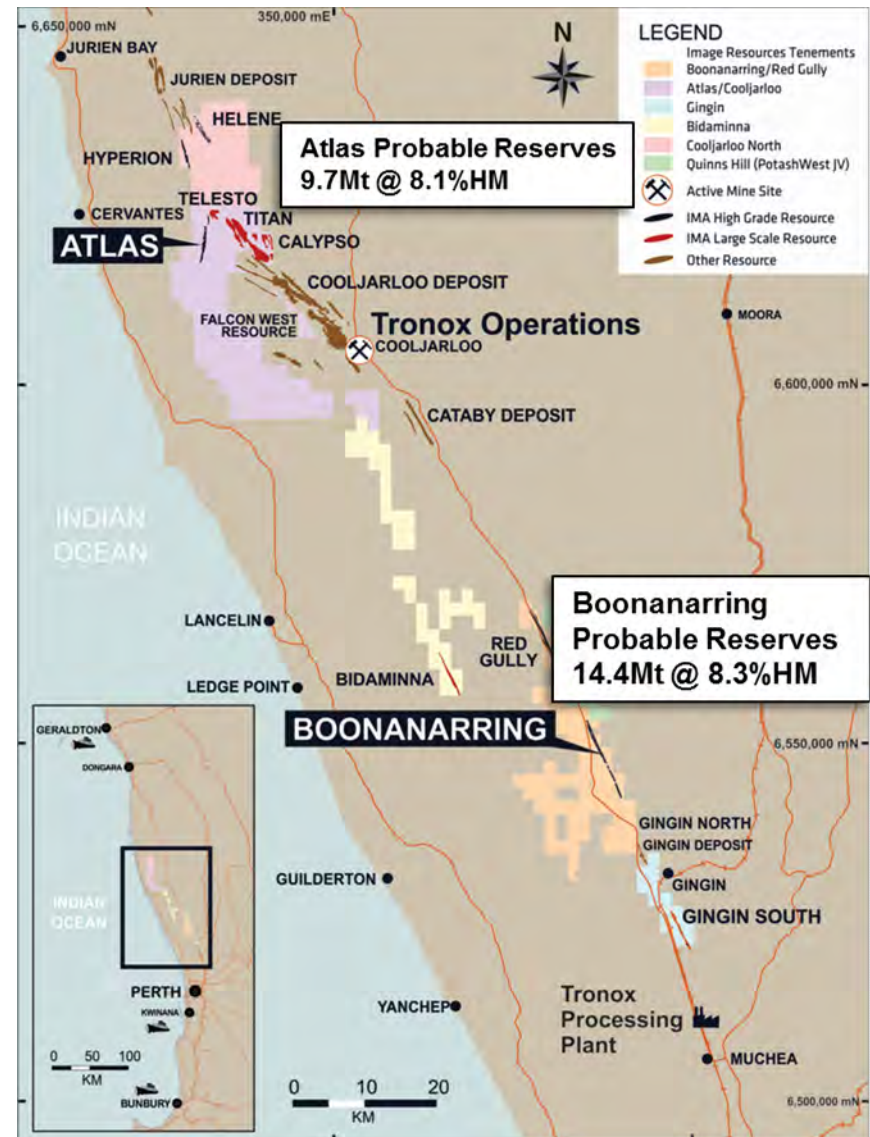 6,650,000 mN
350,000 mE
JURIEN BAY
JURIEN DEPOSIT
HELENE
HYPERION
N
LEGEND
Image Resources Tenements
Boonanarring/Red Gully
Atlas/Cooljarloo
Gingin
Bidaminna
Cooljarloo North
Quinns Hill (PotashWest JV)
Active Mine Site
IMA High Grade Resource
IMA Large Scale Resource
Other Resource
Atlas Probable Reserves
9.7Mt @ 8.1%HM
TELESTO
CERVANTES
TITAN
ATLAS
CALYPSO
COOLJARLOO DEPOSIT
FALCON WEST
RESOURCE
Tronox Operations
COOLJARLOO
MOORA
6,600,000 mN
CATABY DEPOSIT
INDIAN
OCEAN
LANCELIN
RED
GULLY
Boonanarring
Probable Reserves
14.4Mt @ 8.3%HM
LEDGE POINT
BIDAMINNA
BOONANARRING
6,550,000 mN
GERALDTON
DONGARA
INDIAN
OCEAN
PERTH
KWINANA
0 50 100
KM
BUNBURY
GINGIN NORTH
GINGIN DEPOSIT
GUILDERTON
GINGIN
GINGIN SOUTH
YANCHEP
Tronox
Processing
Plant
MUCHEA
0 10 20
KM
6,500,000 mN